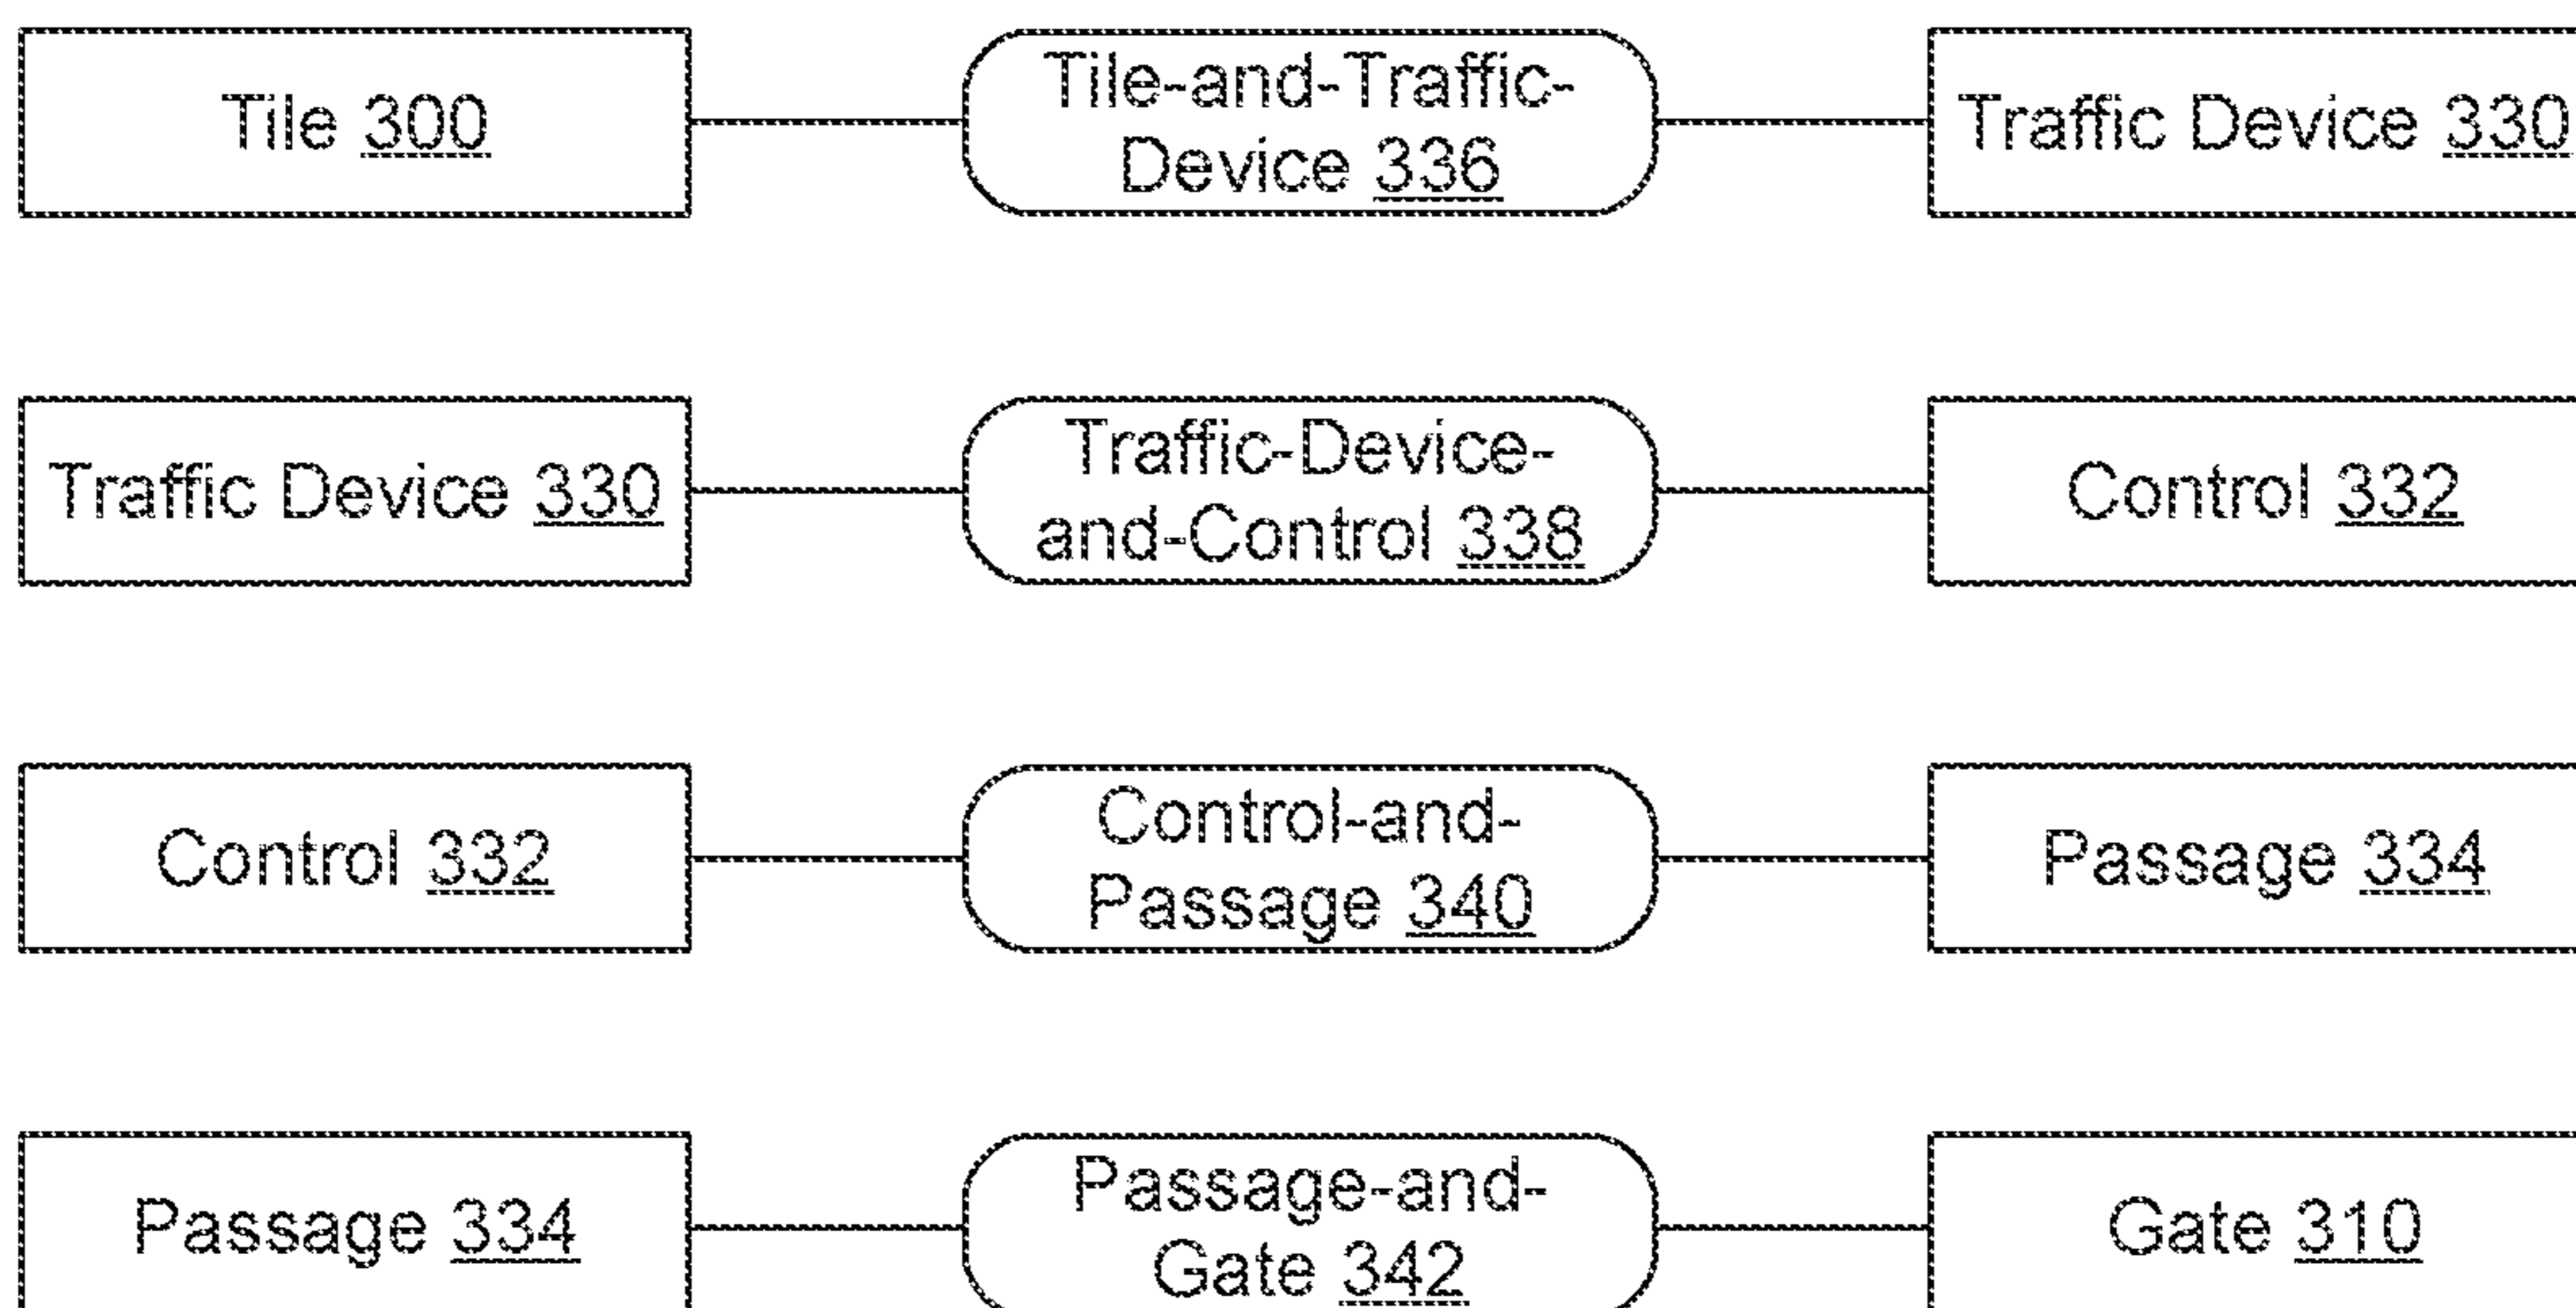 Tile 300
Tile-and-Traffic-
Device 336
Traffic Device 330
Traffic Device 330
Traffic-Device-
and-Control 338
Control 332
Control 332
Control-and-
Passage 340
Passage 334
Passage 334
Passage-and-
Gate 342
Gate 310